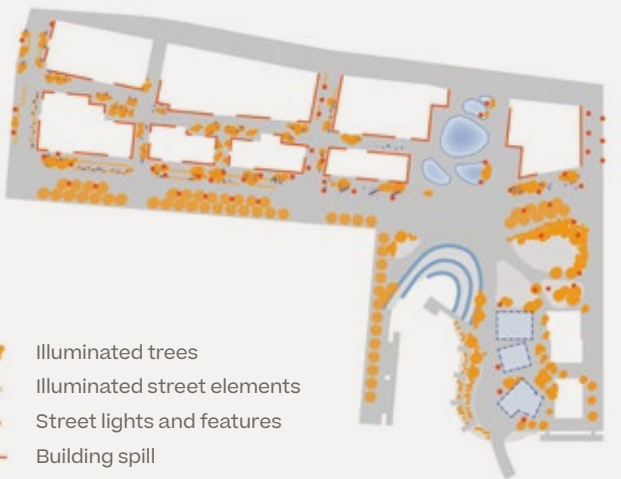 Illuminated trees
Illuminated street elements
Street lights and features
Building spill